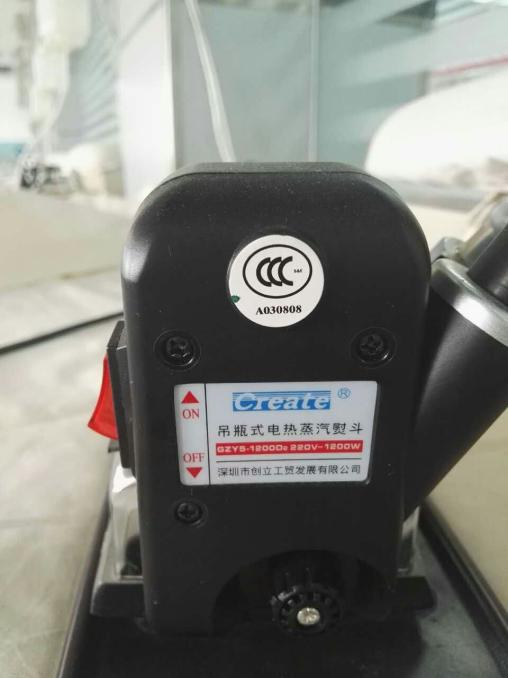 CCC
S&E
A030808
Create ®
ON
吊瓶式电热蒸汽熨斗
GZY5-1200D2 220V~1200W
OFF
深圳市创立工贸发展有限公司